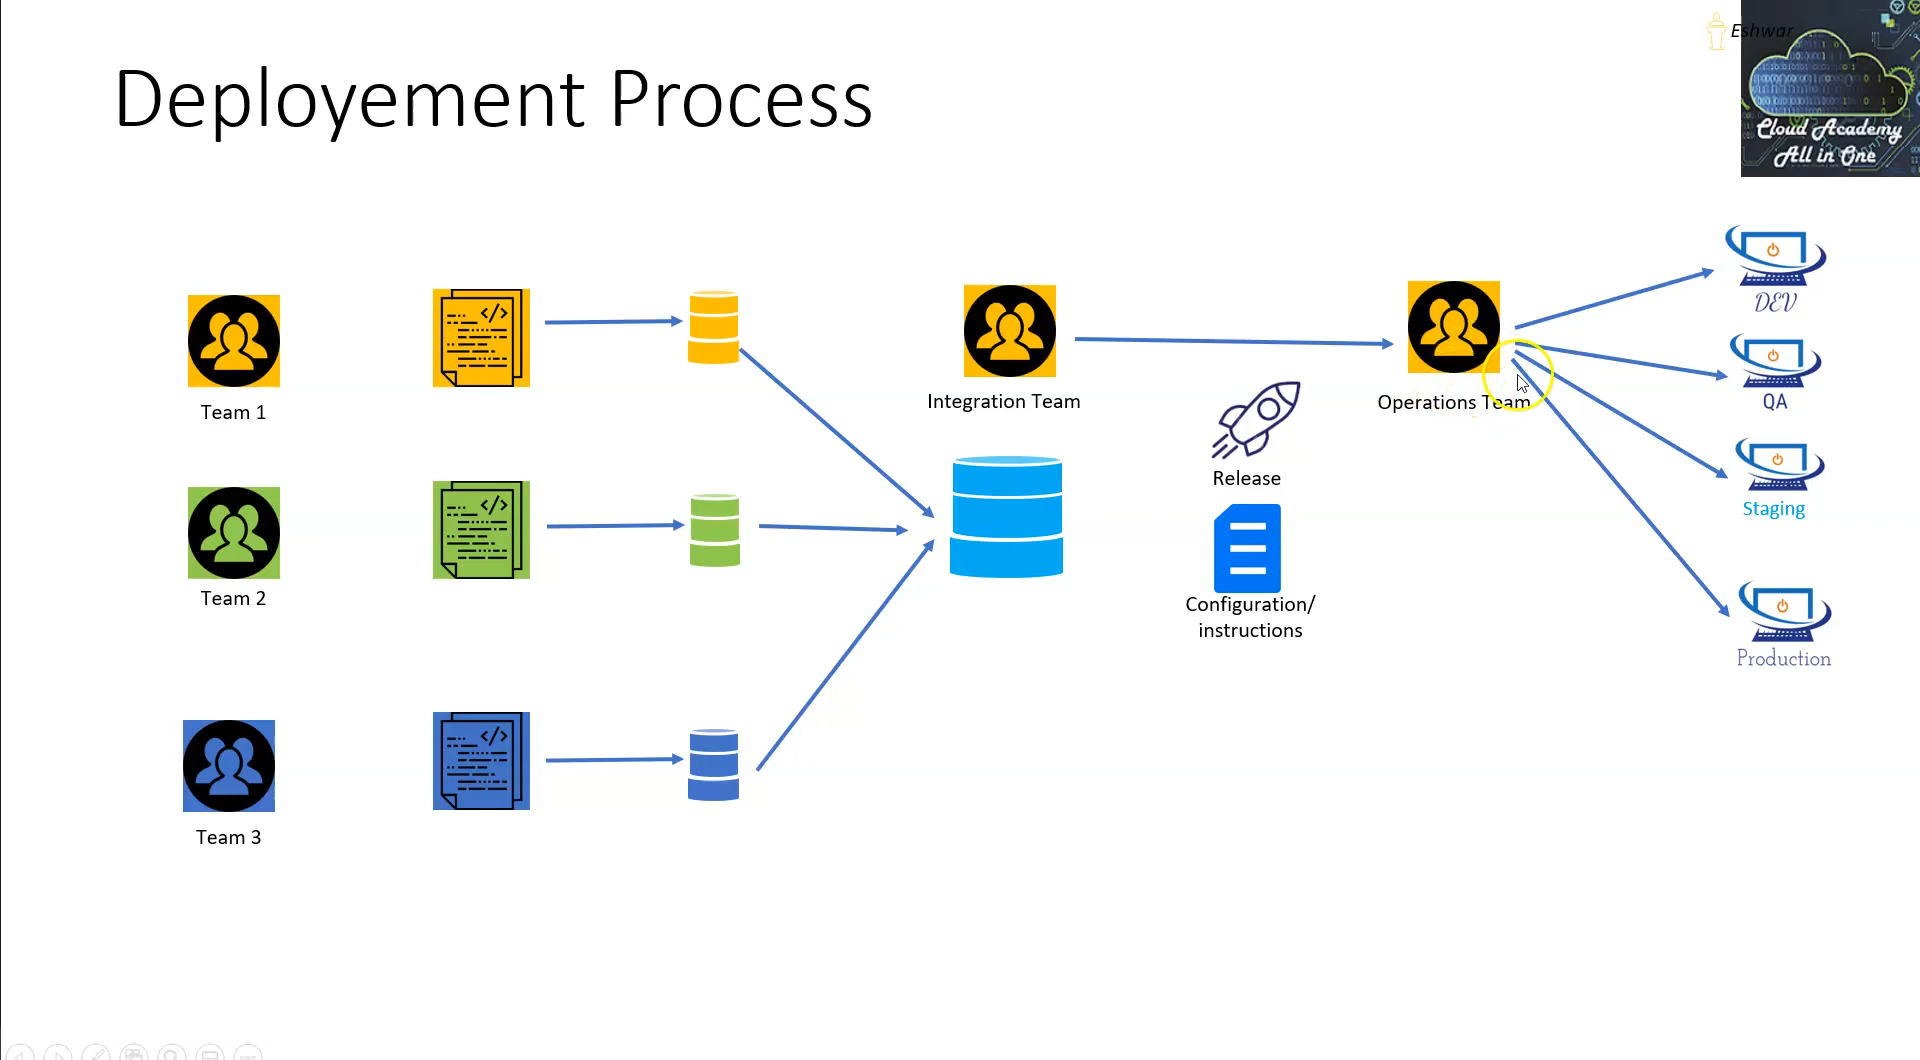 Deployement Process
Eshwar
Cloud Academy
All in One
Team 1
Team 2
Team 3
Integration Team
Release
Configuration/
instructions
Operations Team
DEV
QA
Staging
Production